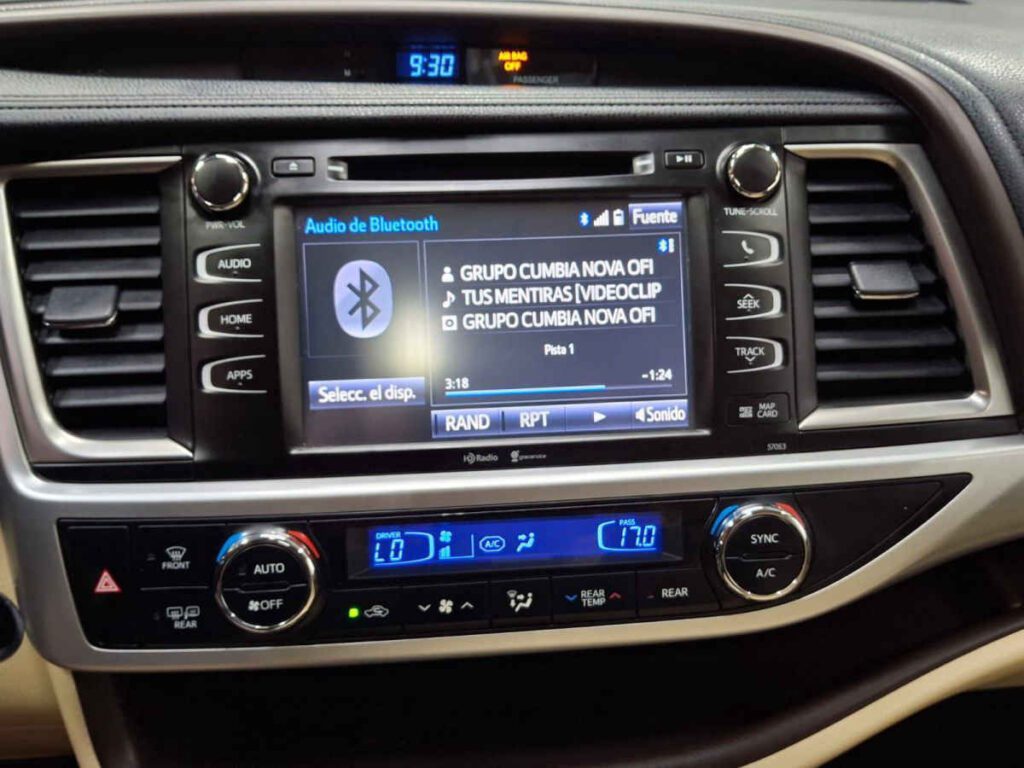 9:30
AIR BAG
OFF
PASSENGER
PWR•VOL
TUNE•SCROLL
AUDIO
HOME
APPS
SEEK
TRACK
MAP
CARD
57063
Audio de Bluetooth
Fuente
GRUPO CUMBIA NOVA OFI
TUS MENTIRAS [VIDEOCLIP
GRUPO CUMBIA NOVA OFI
Pista 1
3:18
-1:24
Selecc. el disp.
RAND
RPT
Sonido
HD Radio
gracenote
FRONT
REAR
AUTO
OFF
DRIVER
LO
A/C
PASS
17.0
REAR
TEMP
REAR
SYNC
A/C